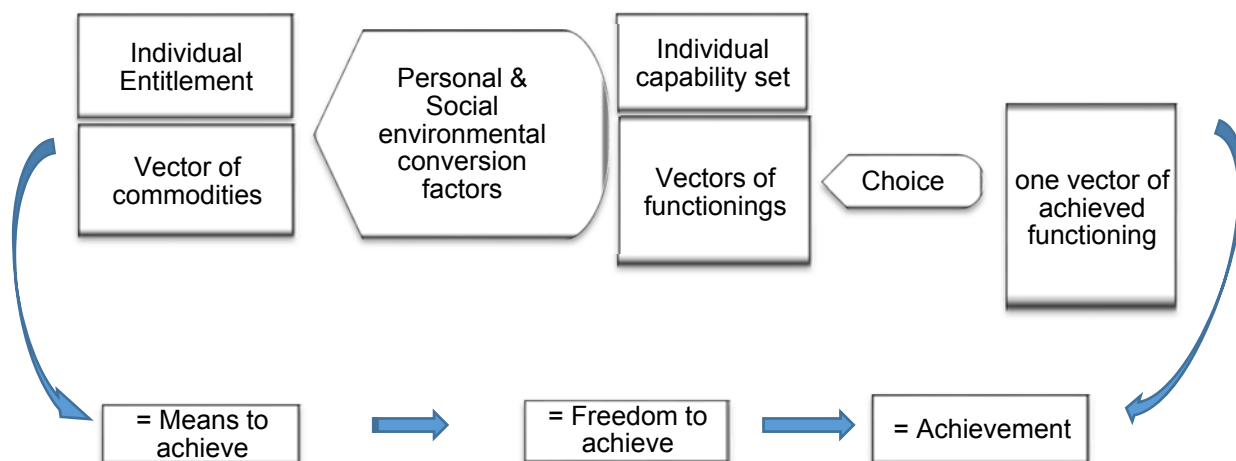 Individual
Entitlement
Vector of
commodities
Personal &
Social
environmental
conversion
factors
Individual
capability set
Vectors of
functionings
Choice
one vector of
achieved
functioning
= Means to
achieve
= Freedom to
achieve
= Achievement